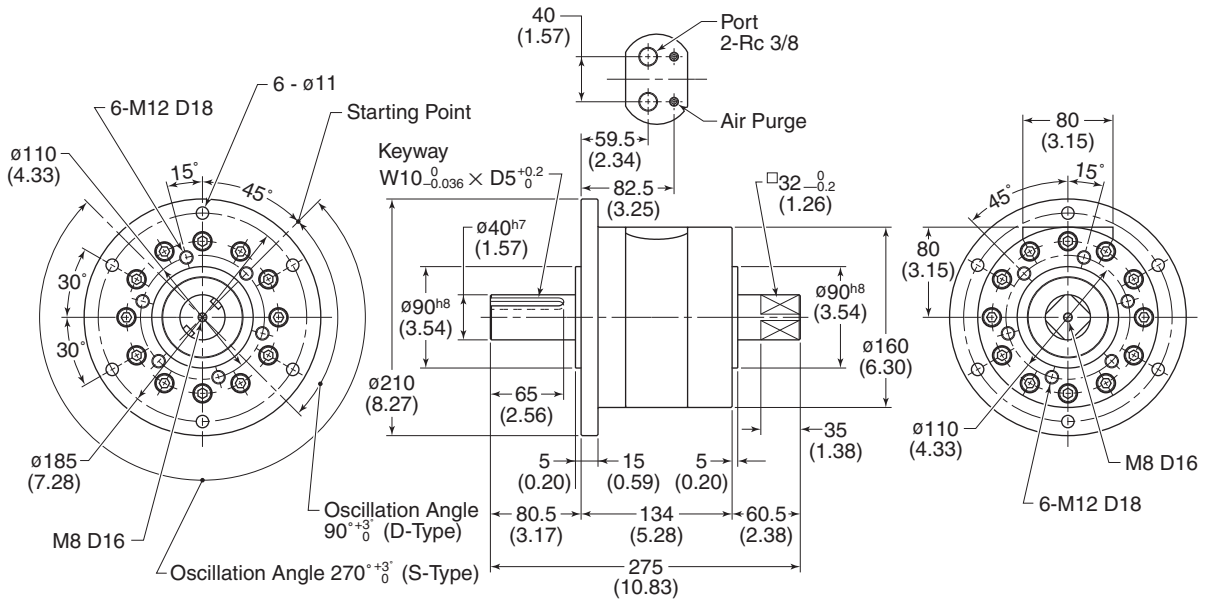 40
(1.57)
Port
2-Rc 3/8
Air Purge
59.5
(2.34)
82.5
(3.25)
6 - ø11
6-M12 D18
Starting Point
ø110
(4.33)
15°
45°
30°
30°
ø185
(7.28)
M8 D16
Oscillation Angle
90° +3° 0 (D-Type)
Oscillation Angle 270° +3° 0 (S-Type)
Keyway
W10 0 -0.036 × D5 +0.2 0
ø40h7
(1.57)
ø90h8
(3.54)
ø210
(8.27)
65
(2.56)
5
(0.20)
15
(0.59)
5
(0.20)
80.5
(3.17)
134
(5.28)
60.5
(2.38)
275
(10.83)
□32 0 -0.2
(1.26)
ø90h8
(3.54)
ø160
(6.30)
35
(1.38)
80
(3.15)
15°
45°
80
(3.15)
ø110
(4.33)
M8 D16
6-M12 D18